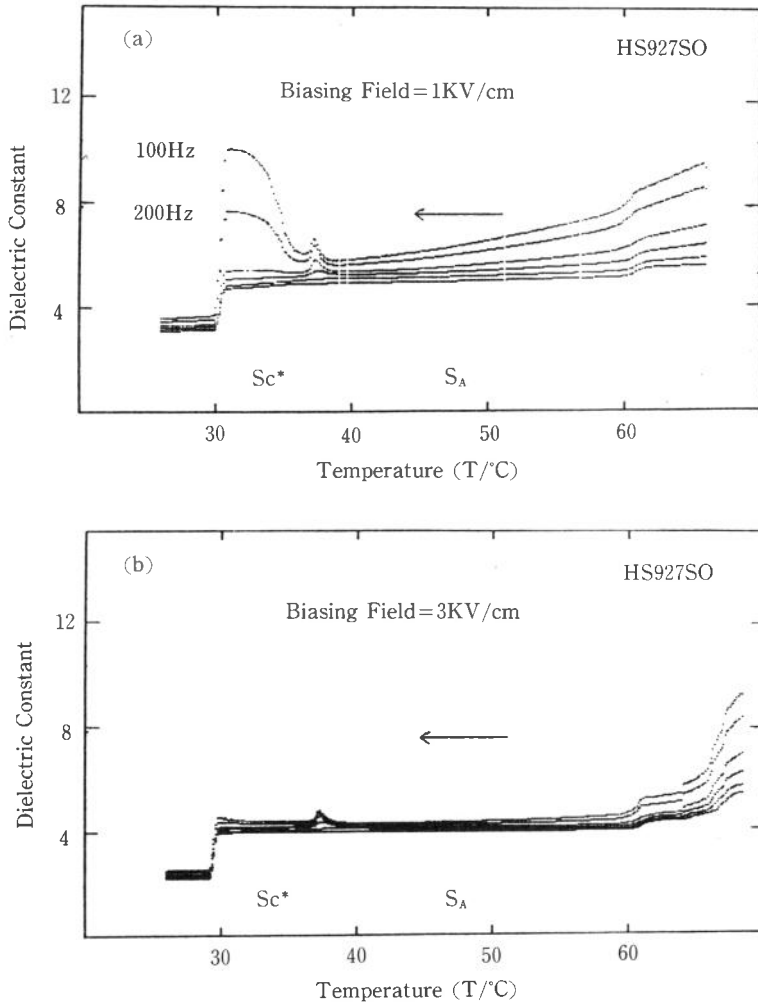 (a)
HS927SO
Biasing Field=1KV/cm
12
100Hz
8
200Hz
4
Dielectric Constant
Sc*
SA
30
40
50
60
Temperature (T/°C)
(b)
HS927SO
Biasing Field=3KV/cm
12
8
4
Dielectric Constant
Sc*
SA
30
40
50
60
Temperature (T/°C)